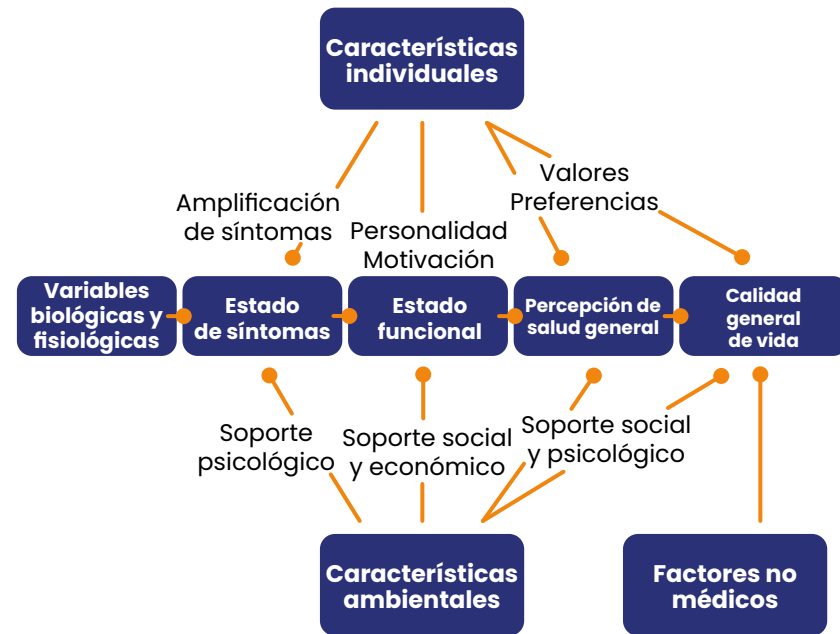 Características
individuales
Amplificación
de síntomas
Personalidad
Motivación
Valores
Preferencias
Variables
biológicas y
fisiológicas
Estado
de síntomas
Estado
funcional
Percepción de
salud general
Calidad
general
de vida
Soporte
psicológico
Soporte social
y económico
Soporte social
y psicológico
Características
ambientales
Factores no
médicos